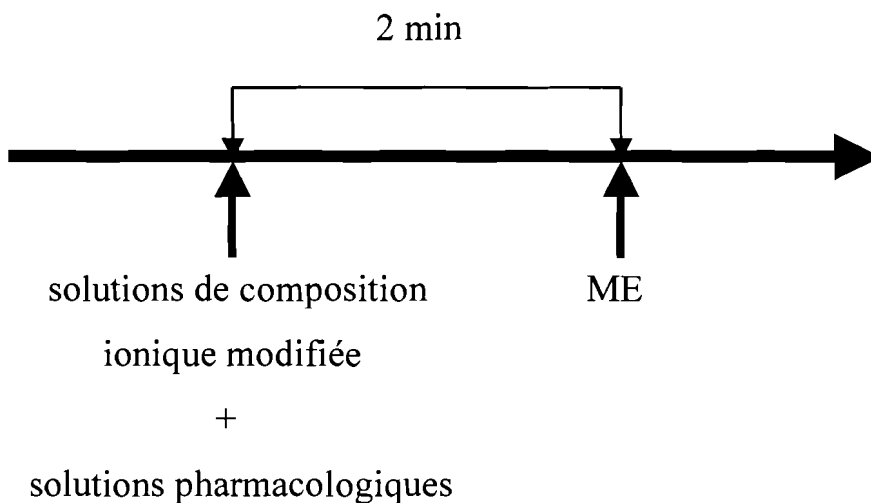 2 min
solutions de composition ME
ionique modifiée
+
solutions pharmacologiques